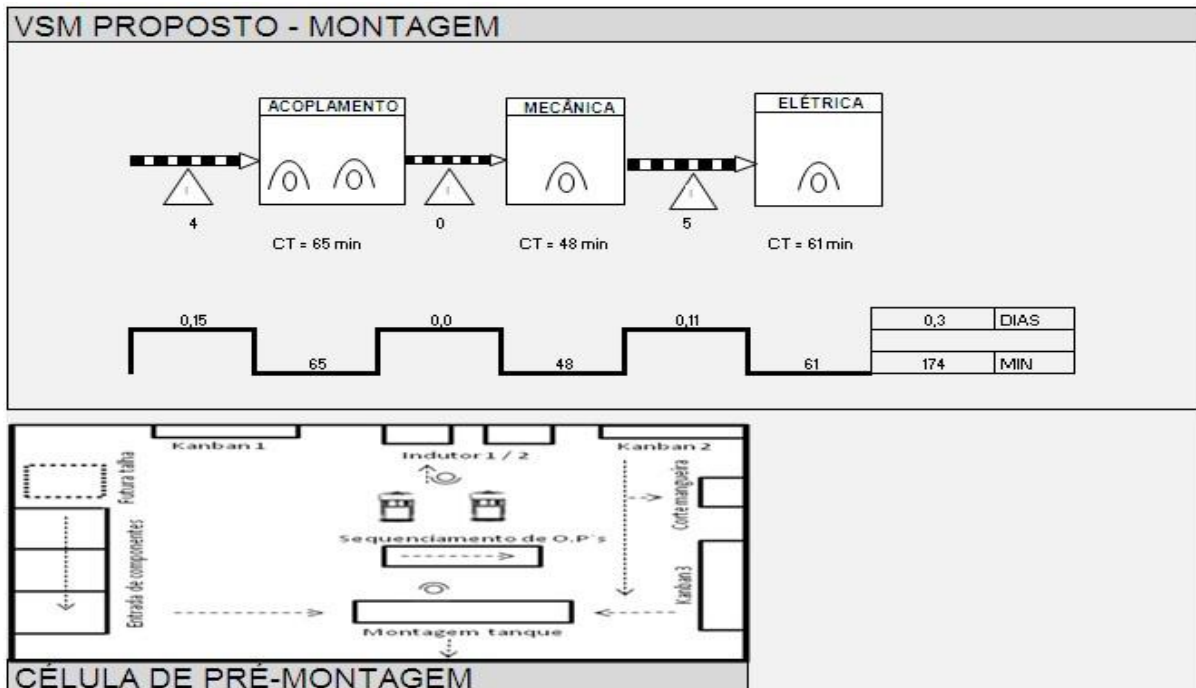 VSM PROPOSTO - MONTAGEM
ACOPLAMENTO
MECÂNICA
ELÉTRICA
4
0
5
CT = 65 min
CT = 48 min
CT = 61 min
0,15
0,0
0,11
0,3 DIAS
65
48
61
174 MIN
Kanban 1
Indutor 1 / 2
Kanban 2
Futura talha
Corte mangueira
Sequenciamento de O.P´s
Entrada de componentes
Kanban 3
Montagem tanque
CÉLULA DE PRÉ-MONTAGEM